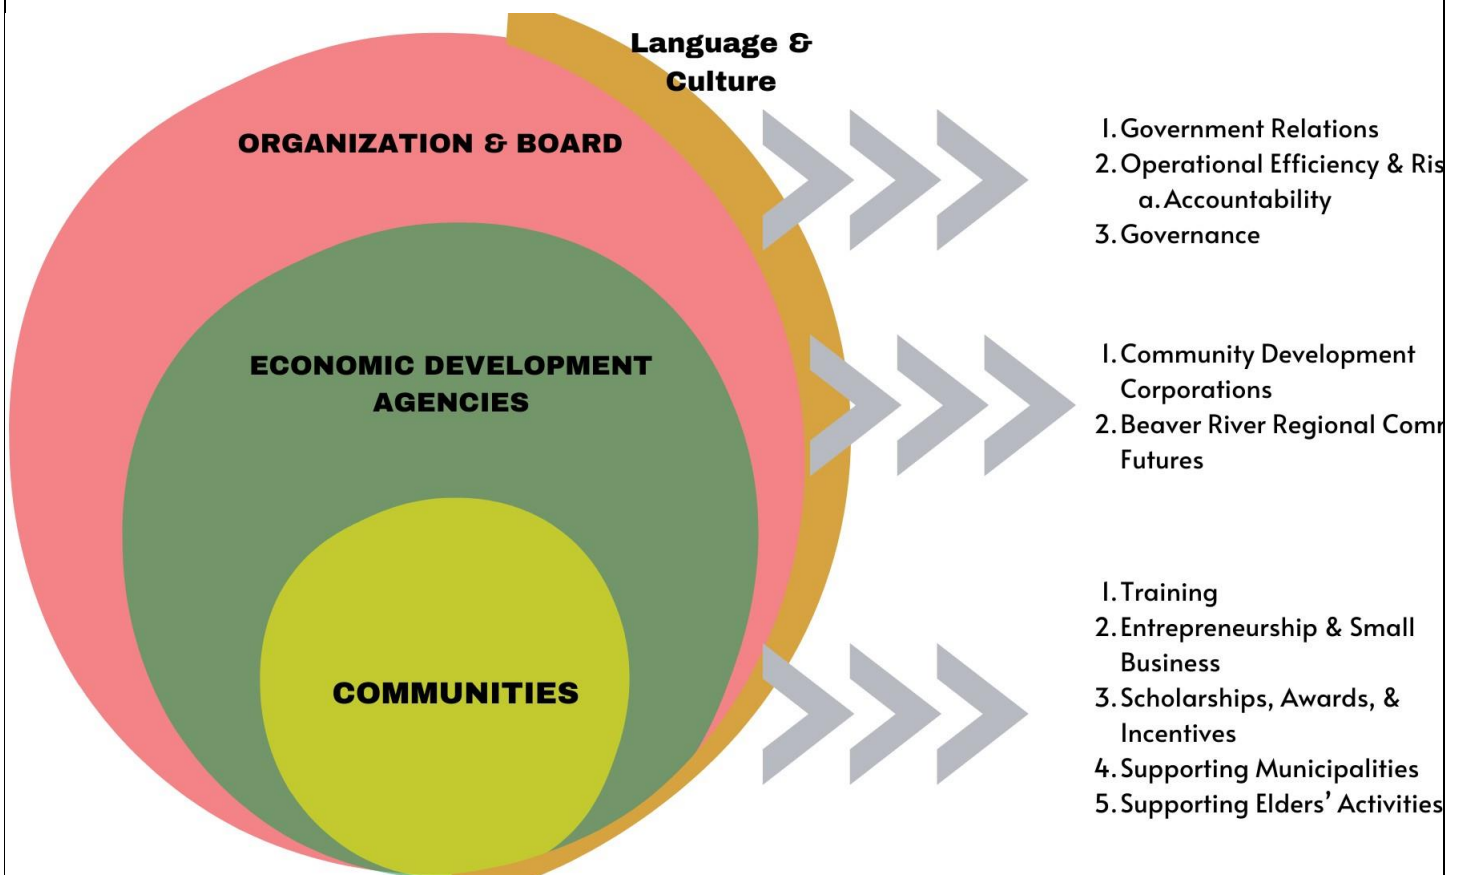 Language &
Culture
ORGANIZATION & BOARD
ECONOMIC DEVELOPMENT
AGENCIES
COMMUNITIES
1. Government Relations
2. Operational Efficiency &
a. Accountability
3. Governance
1. Community Development
Corporations
2. Beaver River Regional
Futures
1. Training
2. Entrepreneurship & Small
Business
3. Scholarships, Awards, &
Incentives
4. Supporting Municipalities
5. Supporting Elders’ Activities